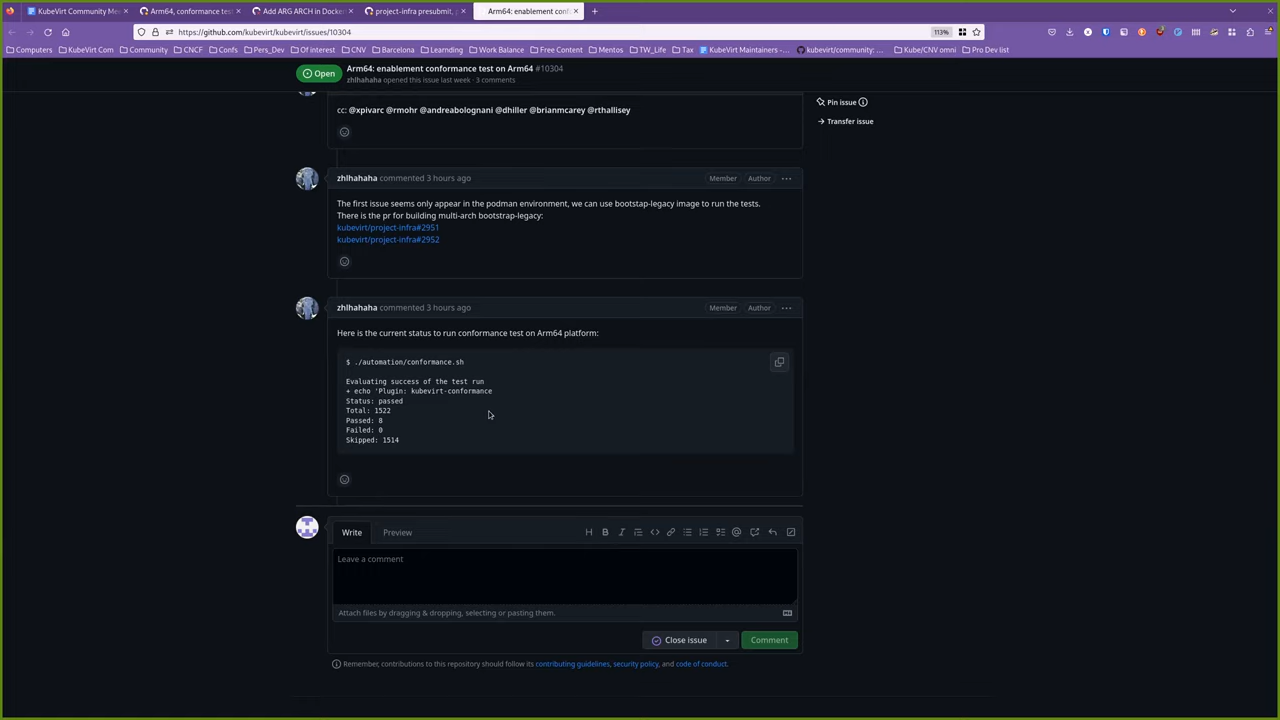 KubeVirt Community Me
Arm64, conformance tes
Add ARG ARCH in Docker
project-infra presubmit,
Arm64: enablement conf
https://github.com/kubevirt/kubevirt/issues/10304
113%
Computers
KubeVirt Com
Community
CNCF
Confs
Pers_Dev
Of interest
CNV
Barcelona
Learnding
Work Balance
Free Content
Mentos
TW_Life
Tax
KubeVirt Maintainers -...
kubevirt/community: ...
Kube/CNV omni
Pro Dev list
Open
Arm64: enablement conformance test on Arm64 #10304
zhlhahaha opened this issue last week · 3 comments
cc: @xpivarc @rmohr @andreabolognani @dhiller @brianmcarey @rthallisey
Pin issue
Transfer issue
zhlhahaha commented 3 hours ago
Member
Author
The first issue seems only appear in the podman environment, we can use bootstap-legacy image to run the tests.
There is the pr for building multi-arch bootstrap-legacy:
kubevirt/project-infra#2951
kubevirt/project-infra#2952
zhlhahaha commented 3 hours ago
Member
Author
Here is the current status to run conformance test on Arm64 platform:
$ ./automation/conformance.sh
Evaluating success of the test run
+ echo 'Plugin: kubevirt-conformance
Status: passed
Total: 1522
Passed: 8
Failed: 0
Skipped: 1514
Write
Preview
Leave a comment
Attach files by dragging & dropping, selecting or pasting them.
Close issue
Comment
Remember, contributions to this repository should follow its contributing guidelines, security policy, and code of conduct.